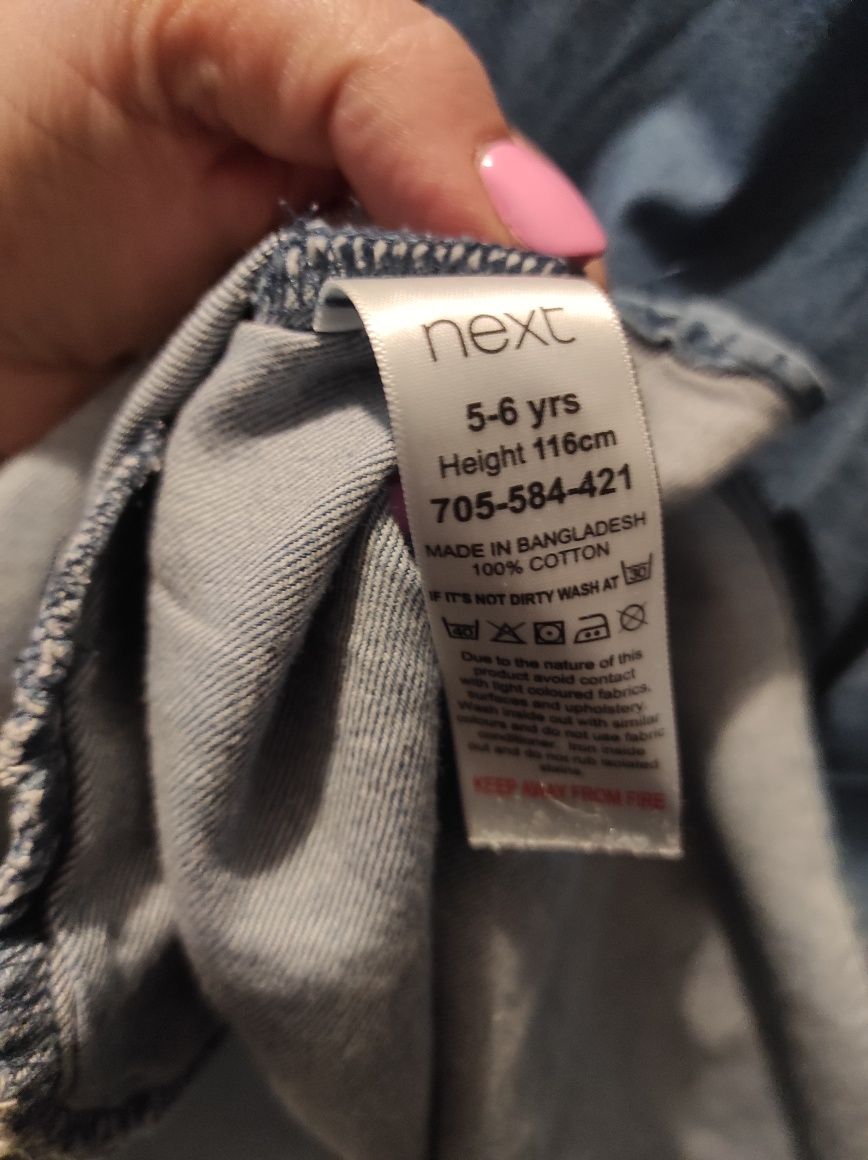 next
5-6 yrs
Height 116cm
705-584-421
MADE IN BANGLADESH
100% COTTON
IF IT'S NOT DIRTY WASH AT 30
40
Due to the nature of this
product avoid contact
with light coloured fabrics,
surfaces and upholstery.
Wash inside out with similar
colours and do not use fabric
conditioner. Iron inside
out and do not rub isolated
stains.
KEEP AWAY FROM FIRE